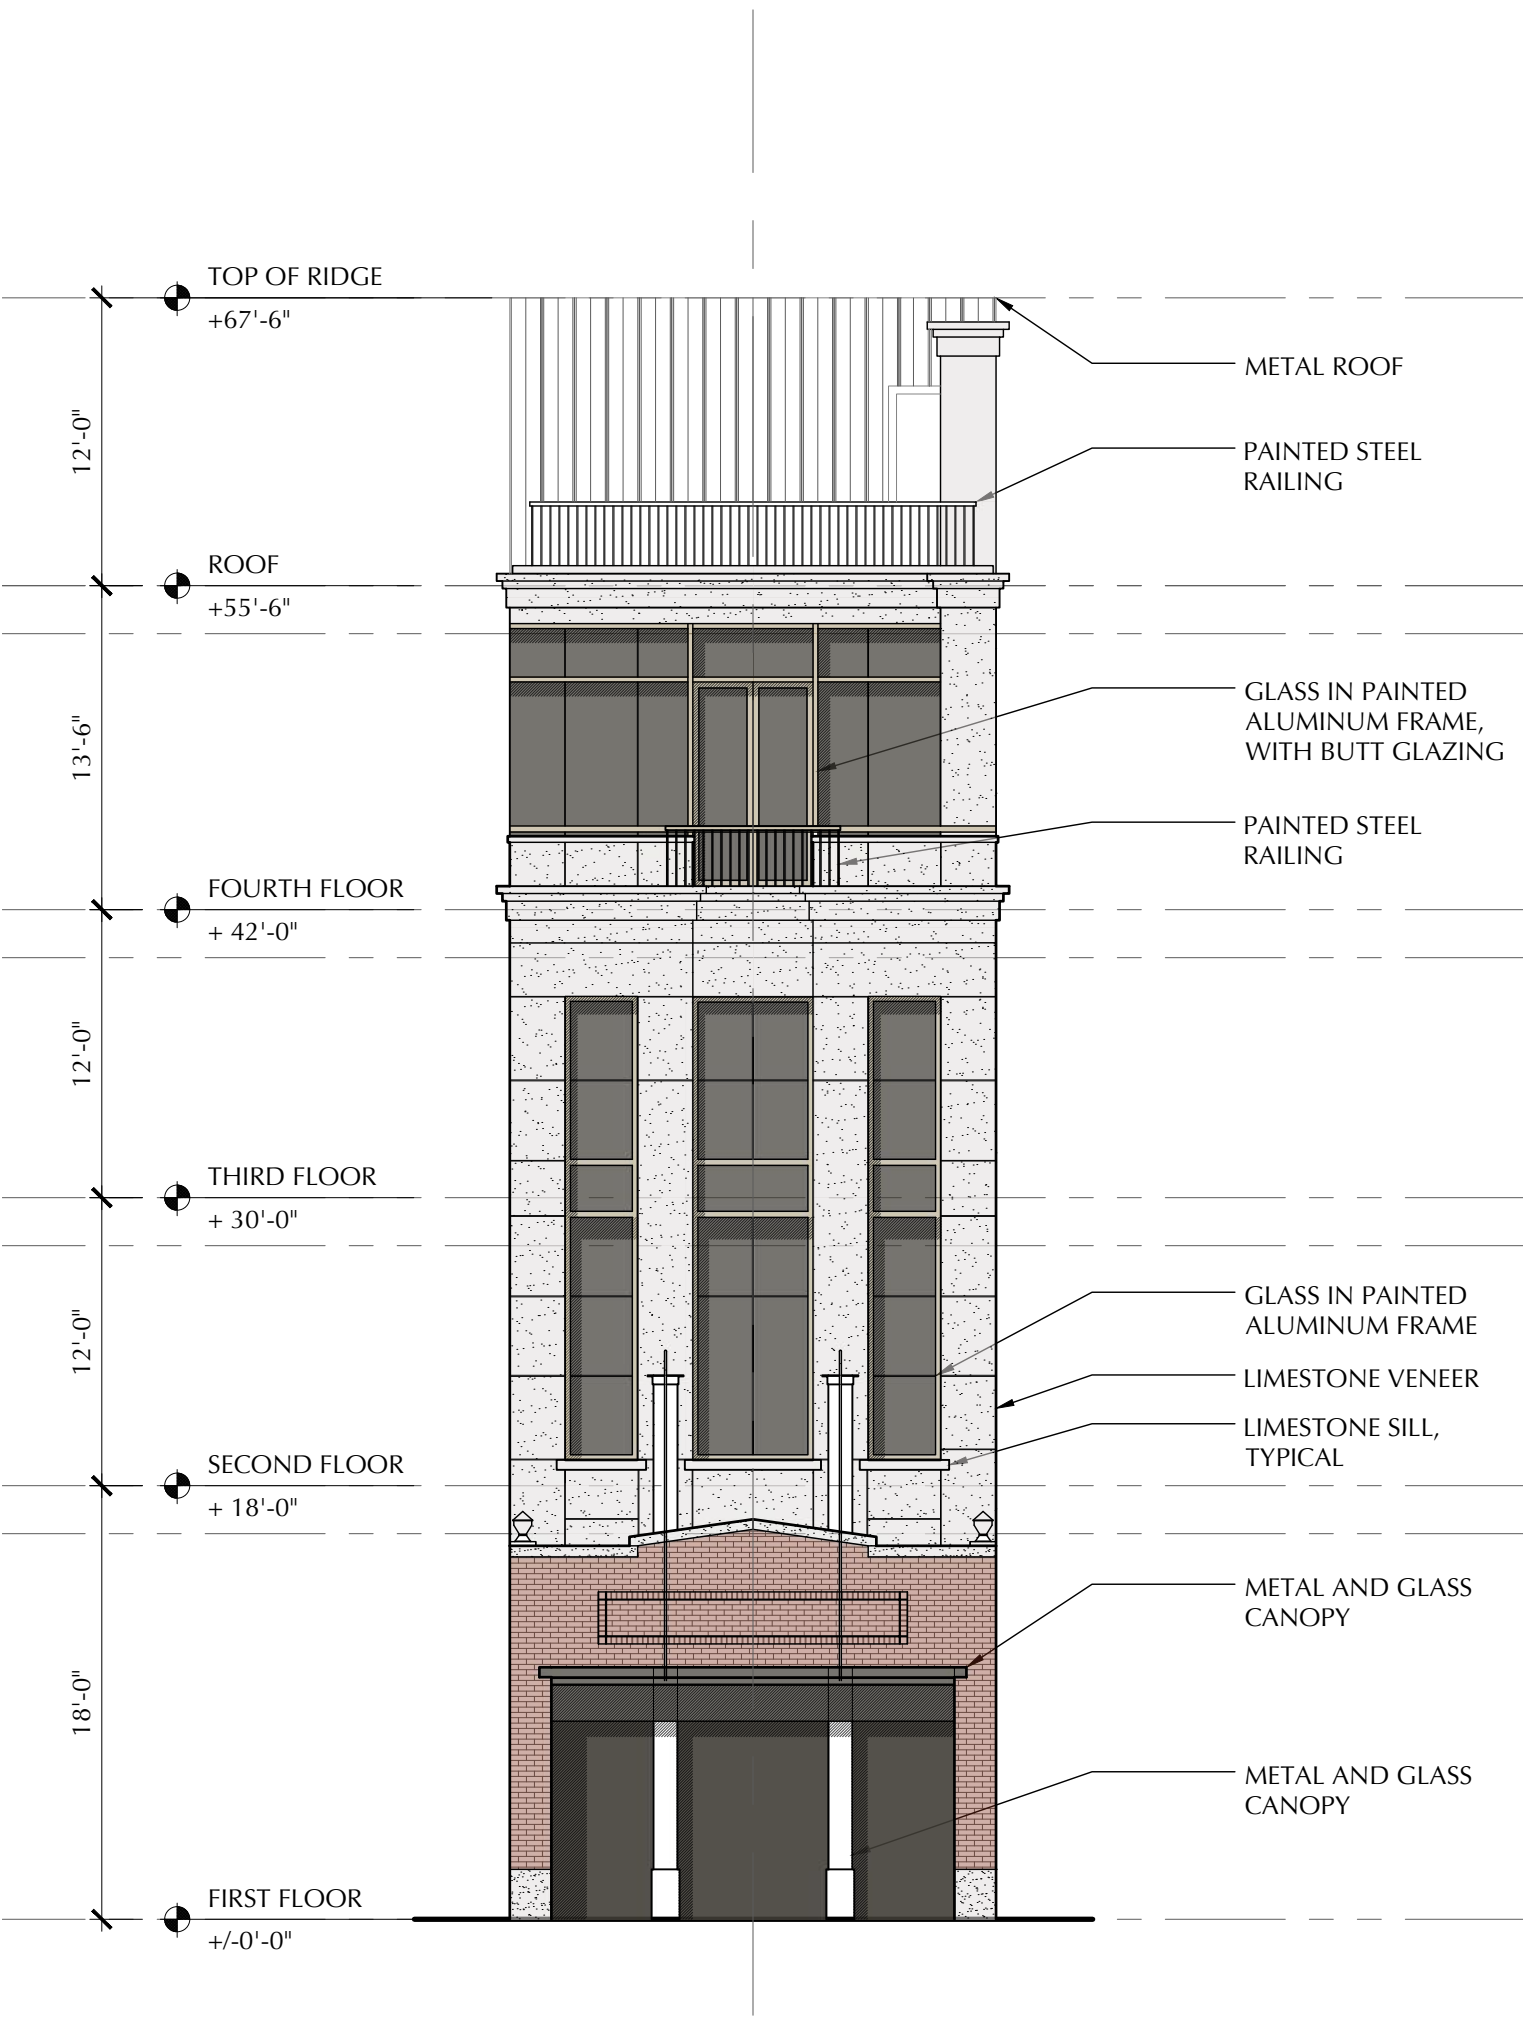 TOP OF RIDGE
+67'-6"
METAL ROOF
12'-0"
PAINTED STEEL
RAILING
ROOF
+55'-6"
GLASS IN PAINTED
ALUMINUM FRAME,
WITH BUTT GLAZING
13'-6"
PAINTED STEEL
RAILING
FOURTH FLOOR
+ 42'-0"
12'-0"
THIRD FLOOR
+ 30'-0"
GLASS IN PAINTED
ALUMINUM FRAME
12'-0"
LIMESTONE VENEER
LIMESTONE SILL,
TYPICAL
SECOND FLOOR
+ 18'-0"
METAL AND GLASS
CANOPY
18'-0"
METAL AND GLASS
CANOPY
FIRST FLOOR
+/-0'-0"